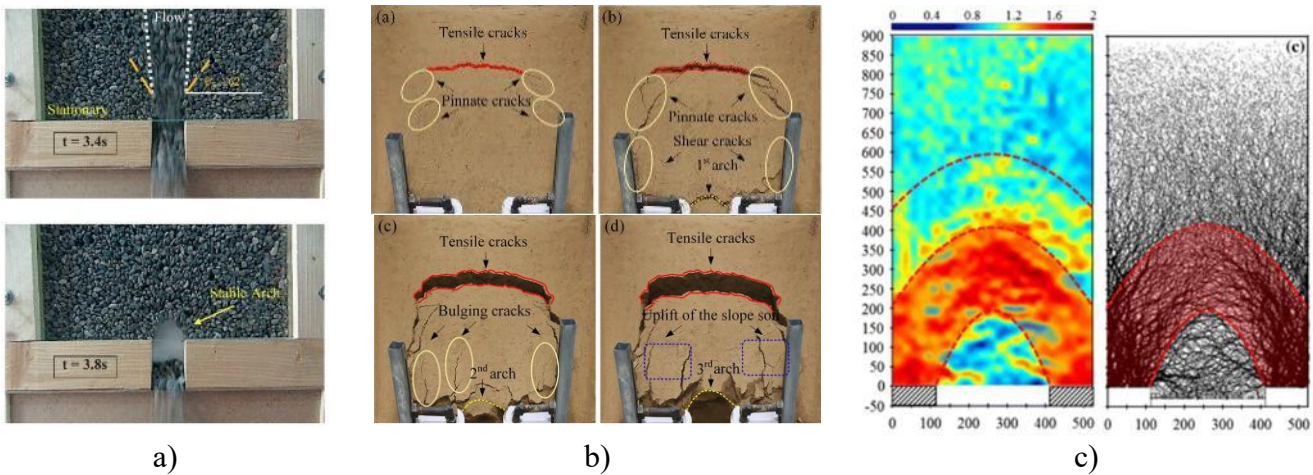 Flow
Stationary
t = 3.4s
Stable Arch
t = 3.8s
a)
(a)
Tensile cracks
Pinnate cracks
(b)
Tensile cracks
Pinnate cracks
Shear cracks
1st arch
(c)
Tensile cracks
Bulging cracks
2nd arch
(d)
Tensile cracks
Uplift of the slope soil
3rd arch
b)
0 0.4 0.8 1.2 1.6 2
900
850
800
750
700
650
600
550
500
450
400
350
300
250
200
150
100
50
0
-50
0 100 200 300 400 500
(c)
0 100 200 300 400 500
c)